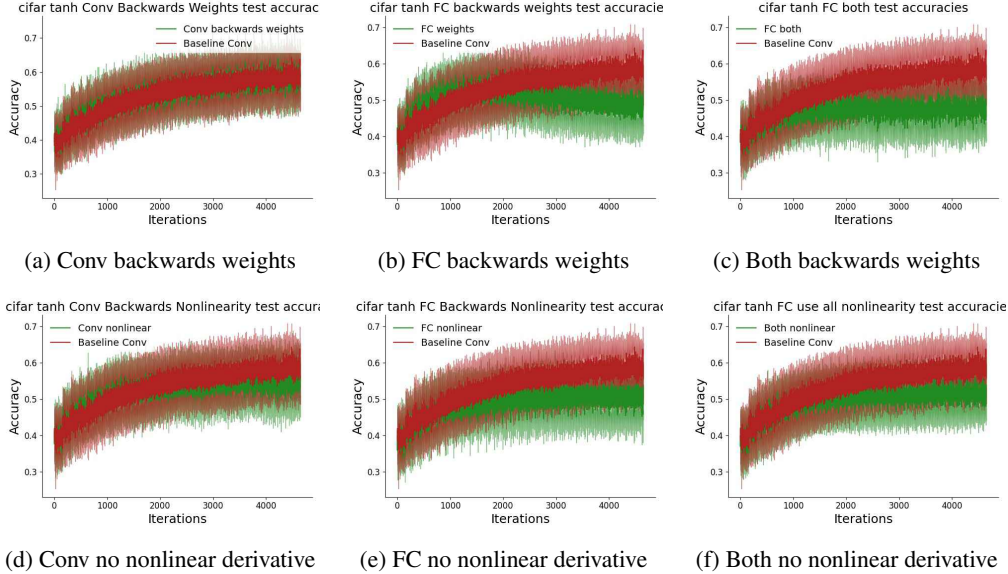 cifar tanh Conv Backwards Weights test accurac
Conv backwards weights
Baseline Conv
0.7
0.6
0.5
0.4
0.3
Accuracy
0 1000 2000 3000 4000
Iterations
(a) Conv backwards weights
cifar tanh FC backwards weights test accuracies
FC weights
Baseline Conv
0.7
0.6
0.5
0.4
0.3
Accuracy
0 1000 2000 3000 4000
Iterations
(b) FC backwards weights
cifar tanh FC both test accuracies
FC both
Baseline Conv
0.7
0.6
0.5
0.4
0.3
Accuracy
0 1000 2000 3000 4000
Iterations
(c) Both backwards weights
cifar tanh Conv Backwards Nonlinearity test accura
Conv nonlinear
Baseline Conv
0.7
0.6
0.5
0.4
0.3
Accuracy
0 1000 2000 3000 4000
Iterations
(d) Conv no nonlinear derivative
cifar tanh FC Backwards Nonlinearity test accurac
FC nonlinear
Baseline Conv
0.7
0.6
0.5
0.4
0.3
Accuracy
0 1000 2000 3000 4000
Iterations
(e) FC no nonlinear derivative
cifar tanh FC use all nonlinearity test accuracie
Both nonlinear
Baseline Conv
0.7
0.6
0.5
0.4
0.3
Accuracy
0 1000 2000 3000 4000
Iterations
(f) Both no nonlinear derivative